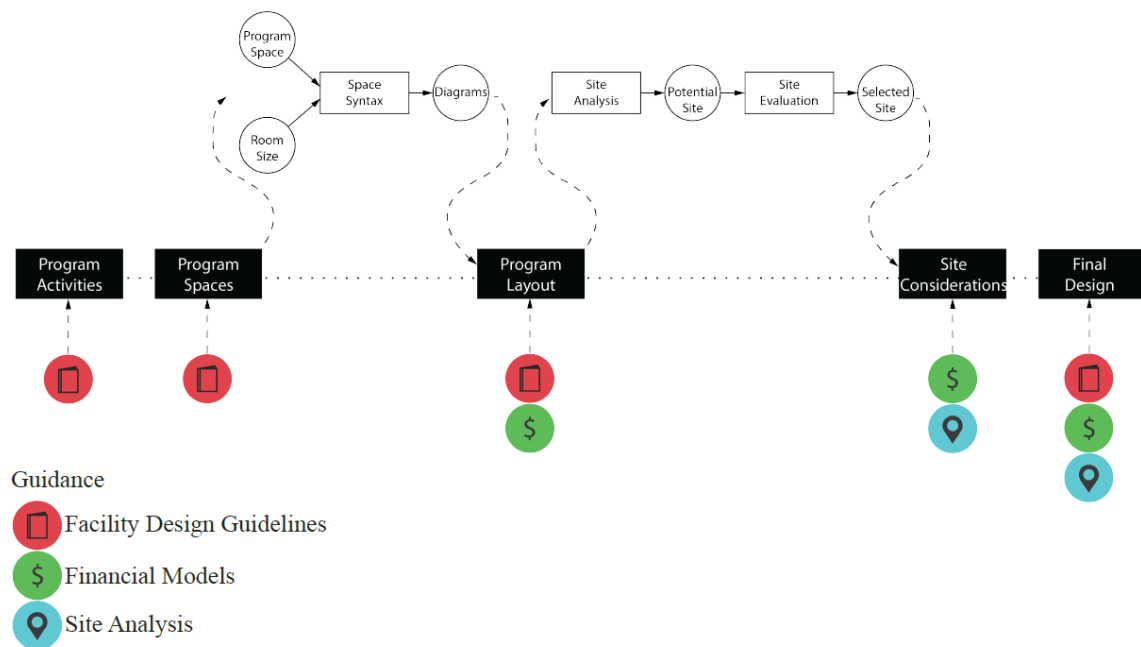 Program
Space
Space
Syntax
Diagrams
Room
Size
Site
Analysis
Potential
Site
Site
Evaluation
Selected
Site
Program
Activities
Program
Spaces
Program
Layout
Site
Considerations
Final
Design
$
$
$
Guidance
Facility Design Guidelines
$
Financial Models
Site Analysis